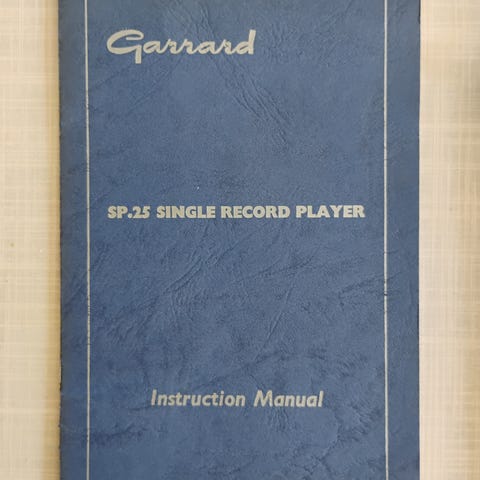 Garrard
SP.25 SINGLE RECORD PLAYER
Instruction Manual